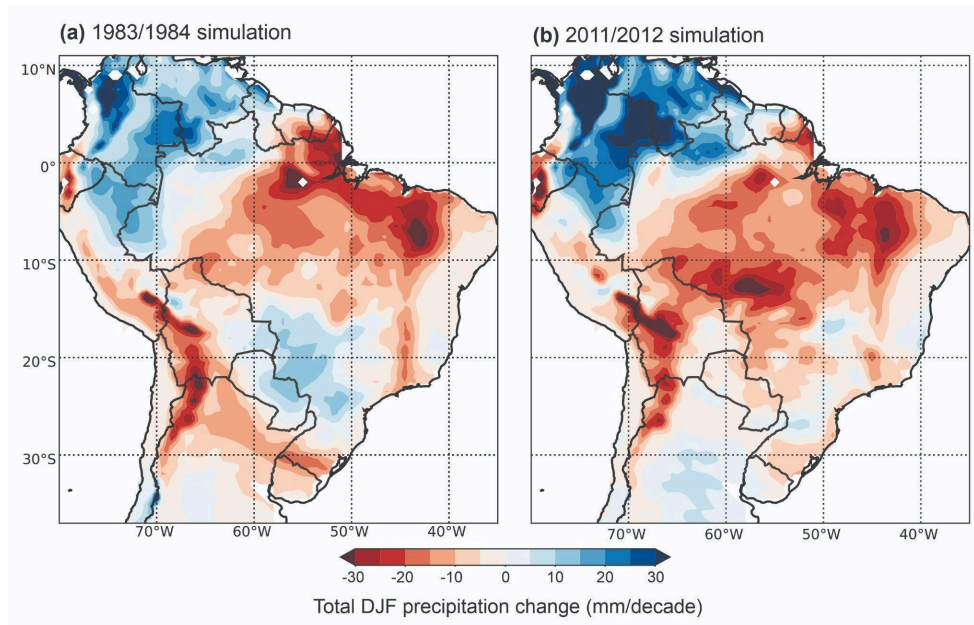 (a) 1983/1984 simulation
(b) 2011/2012 simulation
10°N
0°
10°S
20°S
30°S
70°W 60°W 50°W 40°W
70°W 60°W 50°W 40°W
-30 -20 -10 0 10 20 30
Total DJF precipitation change (mm/decade)